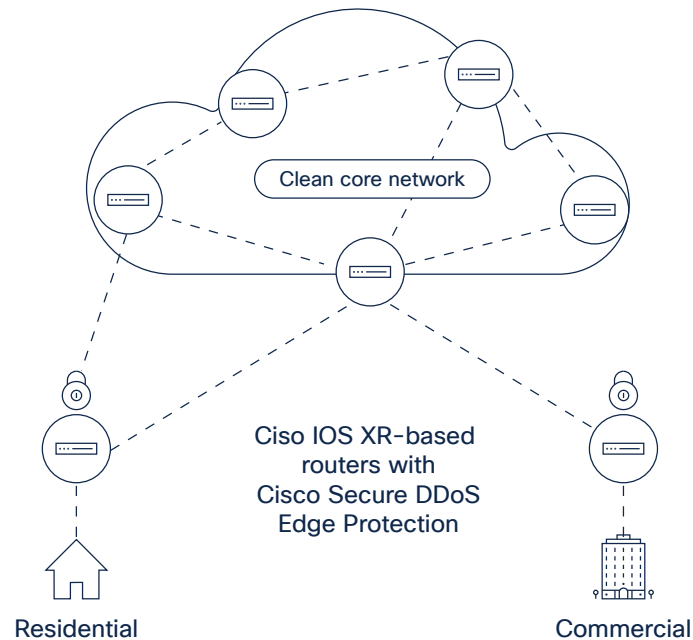 Clean core network
Ciso IOS XR-based
routers with
Cisco Secure DDoS
Edge Protection
Residential
Commercial